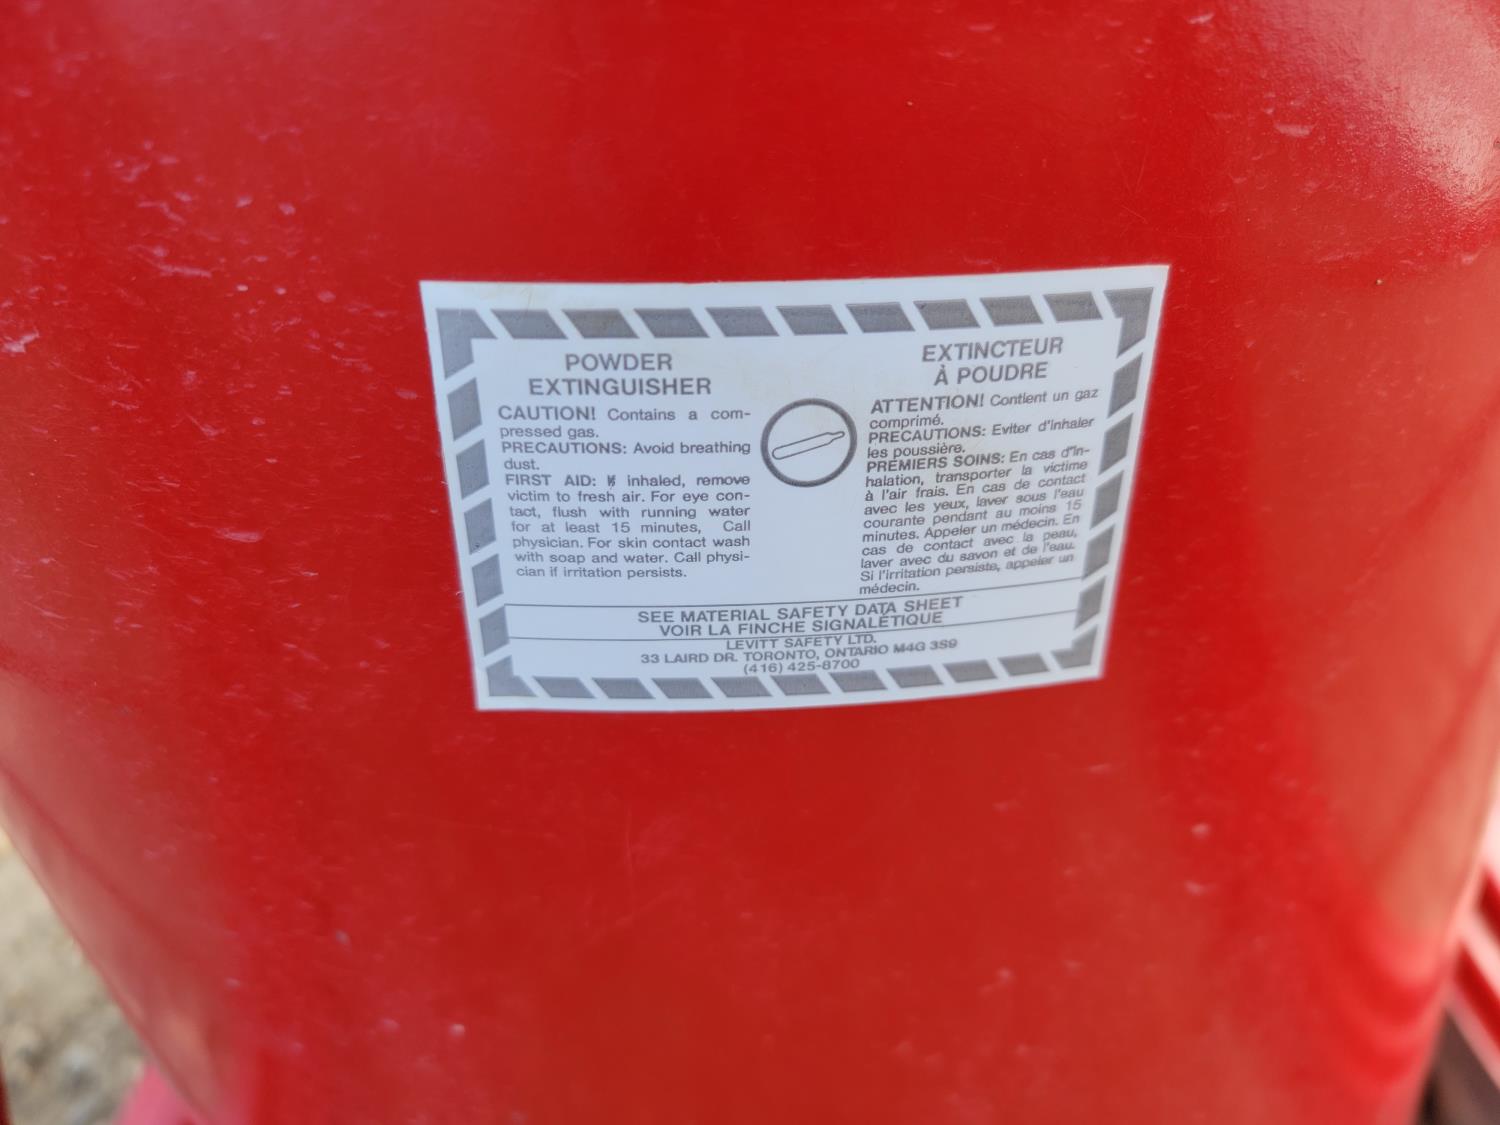 POWDER
EXTINGUISHER
CAUTION! Contains a com-
pressed gas.
PRECAUTIONS: Avoid breathing
dust.
FIRST AID: If inhaled, remove
victim to fresh air. For eye con-
tact, flush with running water
for at least 15 minutes, Call
physician. For skin contact wash
with soap and water. Call physi-
cian if irritation persists.
EXTINCTEUR
À POUDRE
ATTENTION! Contient un gaz
comprimé.
PRECAUTIONS: Eviter d'inhaler
les poussière.
PREMIERS SOINS: En cas d'in-
halation, transporter la victime
à l'air frais. En cas de contact
avec les yeux, laver sous l'eau
courante pendant au moins 15
minutes. Appeler un médecin. En
cas de contact avec la peau,
laver avec du savon et de l'eau.
Si l'irritation persiste, appeler un
médecin.
SEE MATERIAL SAFETY DATA SHEET
VOIR LA FINCHE SIGNALÉTIQUE
LEVITT SAFETY LTD.
33 LAIRD DR. TORONTO, ONTARIO M4G 3S9
(416) 425-8700